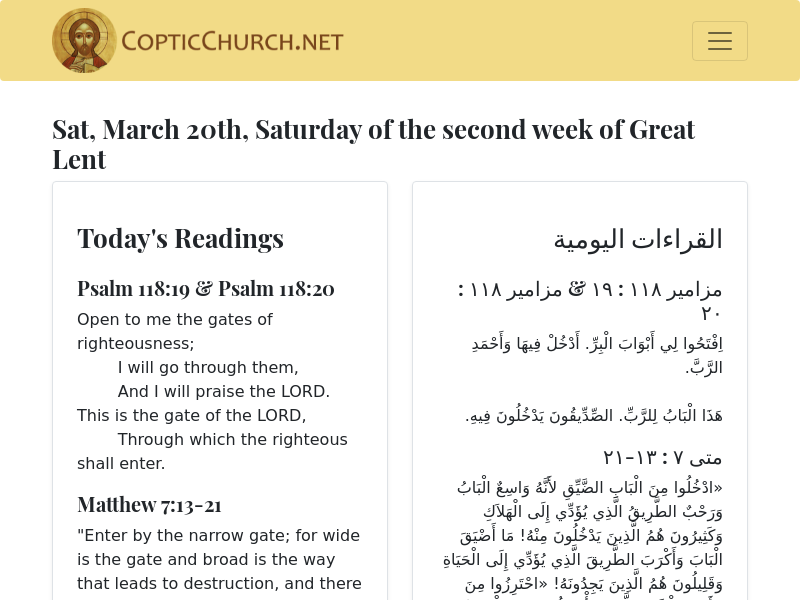 COPTICCHURCH.NET
Sat, March 20th, Saturday of the second week of Great
Lent
Today's Readings
Psalm 118:19 & Psalm 118:20
Open to me the gates of
righteousness;
I will go through them,
And I will praise the LORD.
This is the gate of the LORD,
Through which the righteous
shall enter.
Matthew 7:13-21
"Enter by the narrow gate; for wide
is the gate and broad is the way
that leads to destruction, and there
القراءات اليومية
مزامير ١١٨ : ١٩ & مزامير ١١٨ :
٢٠
اِفْتَحُوا لِي أَبْوَابَ الْبِرِّ. أَدْخُلْ فِيهَا وَأَحْمَدِ
الرَّبَّ.
هَذَا الْبَابُ لِلرَّبِّ. الصِّدِّيقُونَ يَدْخُلُونَ فِيهِ.
متى ٧ : ١٣-٢١
«ادْخُلُوا مِنَ الْبَابِ الضَّيِّقِ لأَنَّهُ وَاسِعٌ الْبَابُ
وَرَحْبٌ الطَّرِيقُ الَّذِي يُؤَدِّي إِلَى الْهَلاَكِ
وَكَثِيرُونَ هُمُ الَّذِينَ يَدْخُلُونَ مِنْهُ! مَا أَضْيَقَ
الْبَابَ وَأَكْرَبَ الطَّرِيقَ الَّذِي يُؤَدِّي إِلَى الْحَيَاةِ
وَقَلِيلُونَ هُمُ الَّذِينَ يَجِدُونَهُ! «احْتَرِزُوا مِنَ